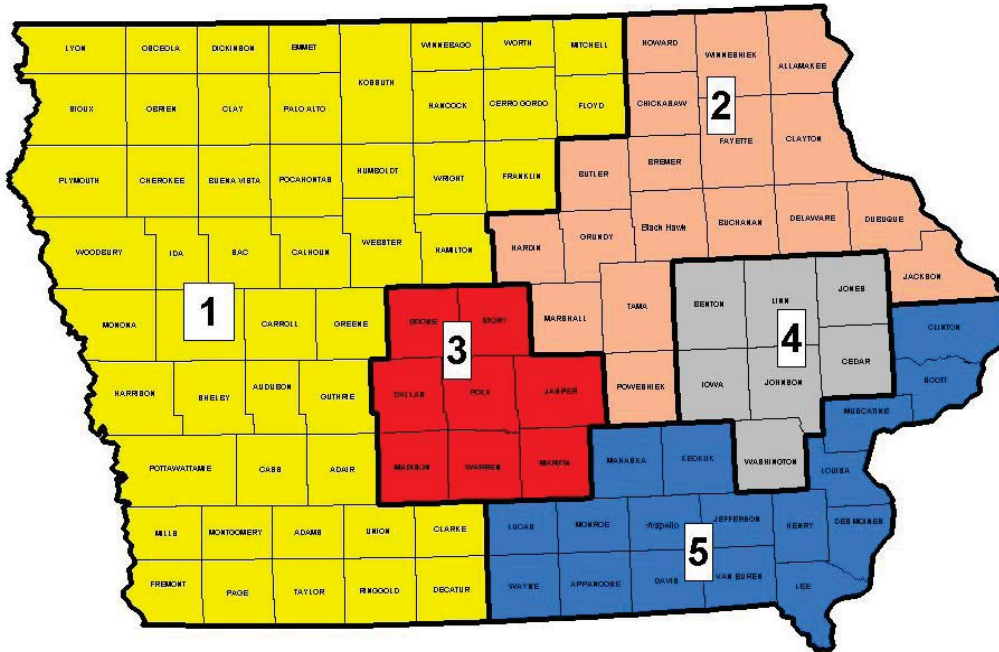 LYON OSCEOLA DICKINSON EMMET WINNEBAGO WORTH MITCHELL HOWARD WINNESHIEK ALLAMAKEE
KOSSUTH
2
SIOUX OBRIEN CLAY PALO ALTO HANCOCK CERRO GORDO FLOYD CHICKASAW
FAYETTE CLAYTON
PLYMOUTH CHEROKEE BUENA VISTA POCAHONTAS HUMBOLDT WRIGHT FRANKLIN BUTLER BREMER
WOODBURY IDA SAC CALHOUN WEBSTER HAMILTON HARDIN GRUNDY Black Hawk BUCHANAN DELAWARE DUBUQUE
JACKSON
MONONA 1 CARROLL GREENE BOONE STORY MARSHALL TAMA BENTON LINN JONES
3 4 CLINTON
HARRISON SHELBY AUDUBON GUTHRIE DALLAS POLK JASPER POWESHIEK IOWA JOHNSON CEDAR SCOTT
MUSCATINE
POTTAWATTAMIE CASS ADAIR MADISON WARREN MARION MAHASKA KEOKUK WASHINGTON LOUISA
MILLS MONTGOMERY ADAMS UNION CLARKE LUCAS MONROE Wapello JEFFERSON HENRY DES MOINES
5
FREMONT PAGE TAYLOR RINGGOLD DECATUR WAYNE APPANOOSE DAVIS VAN BUREN LEE